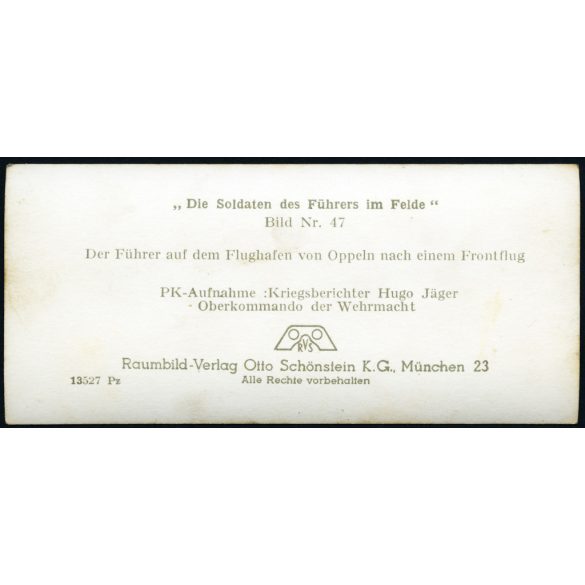 „Die Soldaten des Führers im Felde“
Bild Nr. 47
Der Führer auf dem Flughafen von Oppeln nach einem Frontflug
PK-Aufnahme :Kriegsberichter Hugo Jäger
Oberkommando der Wehrmacht
RVS
Raumbild-Verlag Otto Schönstein K.G., München 23
13527 Pz
Alle Rechte vorbehalten